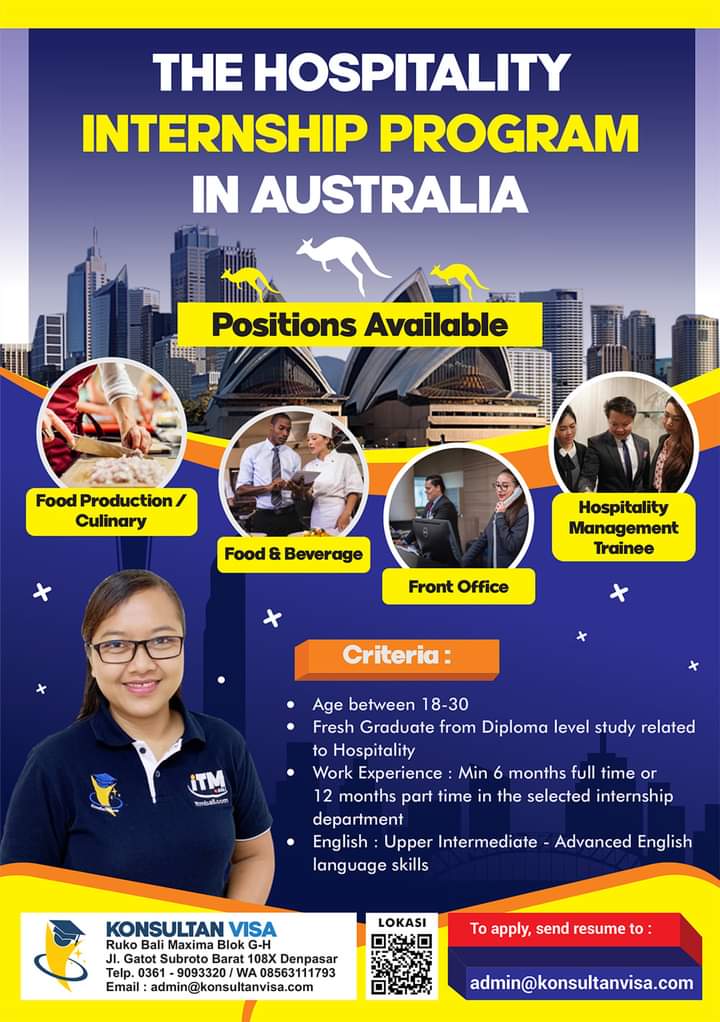 THE HOSPITALITY
INTERNSHIP PROGRAM
IN AUSTRALIA
Positions Available
Food Production /
Culinary
Food & Beverage
Front Office
Hospitality
Management
Trainee
iTM
itmbali.com
Criteria :
• Age between 18-30
• Fresh Graduate from Diploma level study related
to Hospitality
• Work Experience : Min 6 months full time or
12 months part time in the selected internship
department
• English : Upper Intermediate - Advanced English
language skills
KONSULTAN VISA
Ruko Bali Maxima Blok G-H
Jl. Gatot Subroto Barat 108X Denpasar
Telp. 0361 - 9093320 / WA 08563111793
Email : admin@konsultanvisa.com
LOKASI
To apply, send resume to :
admin@konsultanvisa.com